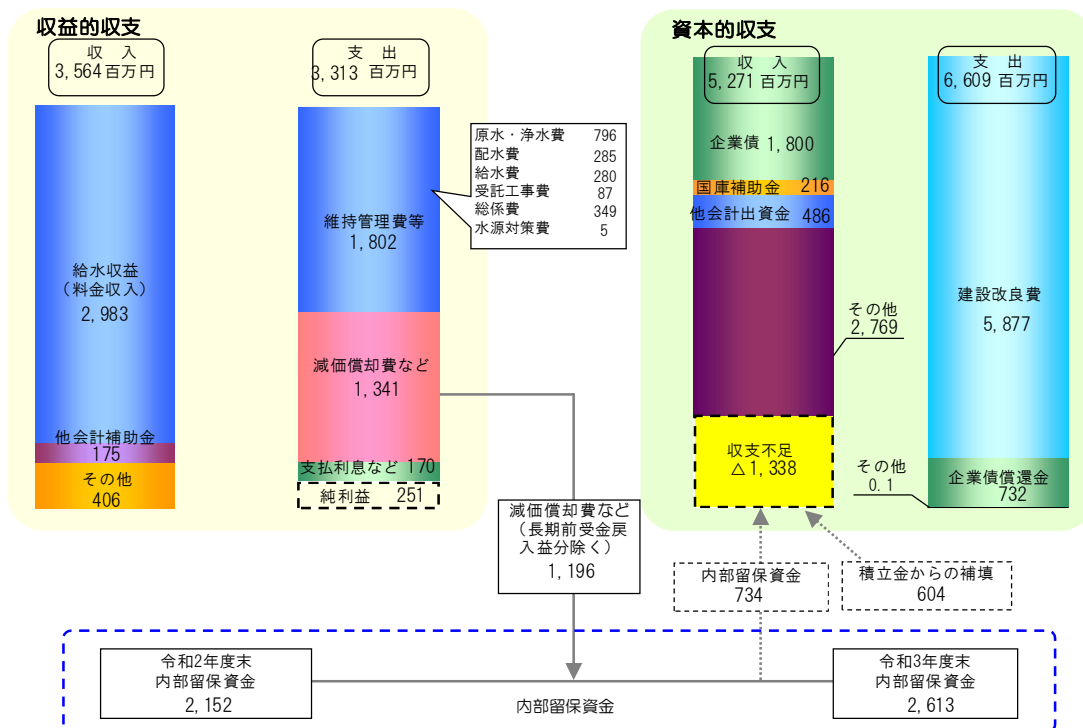 収益的収支
収 入
3,564百万円
支 出
3,313 百万円
給水収益
(料金収入)
2,983
他会計補助金
175
その他
406
維持管理費等
1,802
原水・浄水費 796
配水費 285
給水費 280
受託工事費 87
総係費 349
水源対策費 5
減価償却費など
1,341
支払利息など 170
純利益 251
資本的収支
収 入
5,271 百万円
支 出
6,609 百万円
企業債 1,800
国庫補助金 216
他会計出資金 486
その他
2,769
収支不足
△1,338
建設改良費
5,877
その他
0.1
企業債償還金
732
減価償却費など
(長期前受金戻
入益分除く)
1,196
内部留保資金
734
積立金からの補填
604
令和2年度末
内部留保資金
2,152
内部留保資金
令和3年度末
内部留保資金
2,613